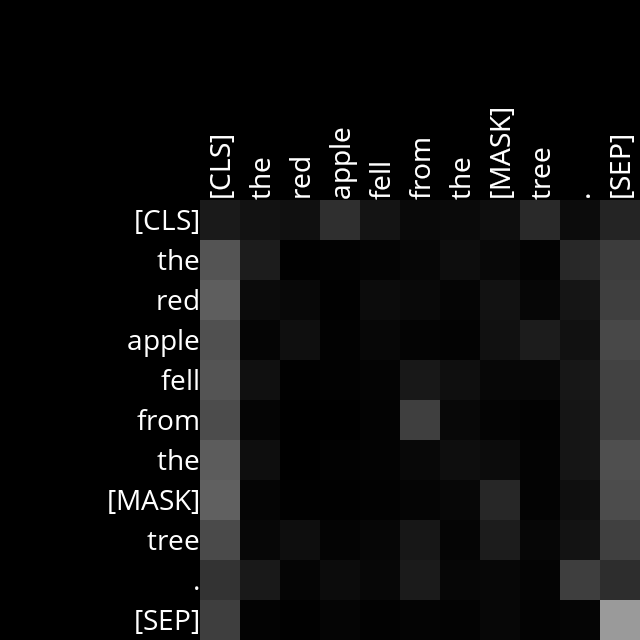 [CLS] the red apple fell from the [MASK] tree . [SEP]
[CLS]
the
red
apple
fell
from
the
[MASK]
tree
.
[SEP]